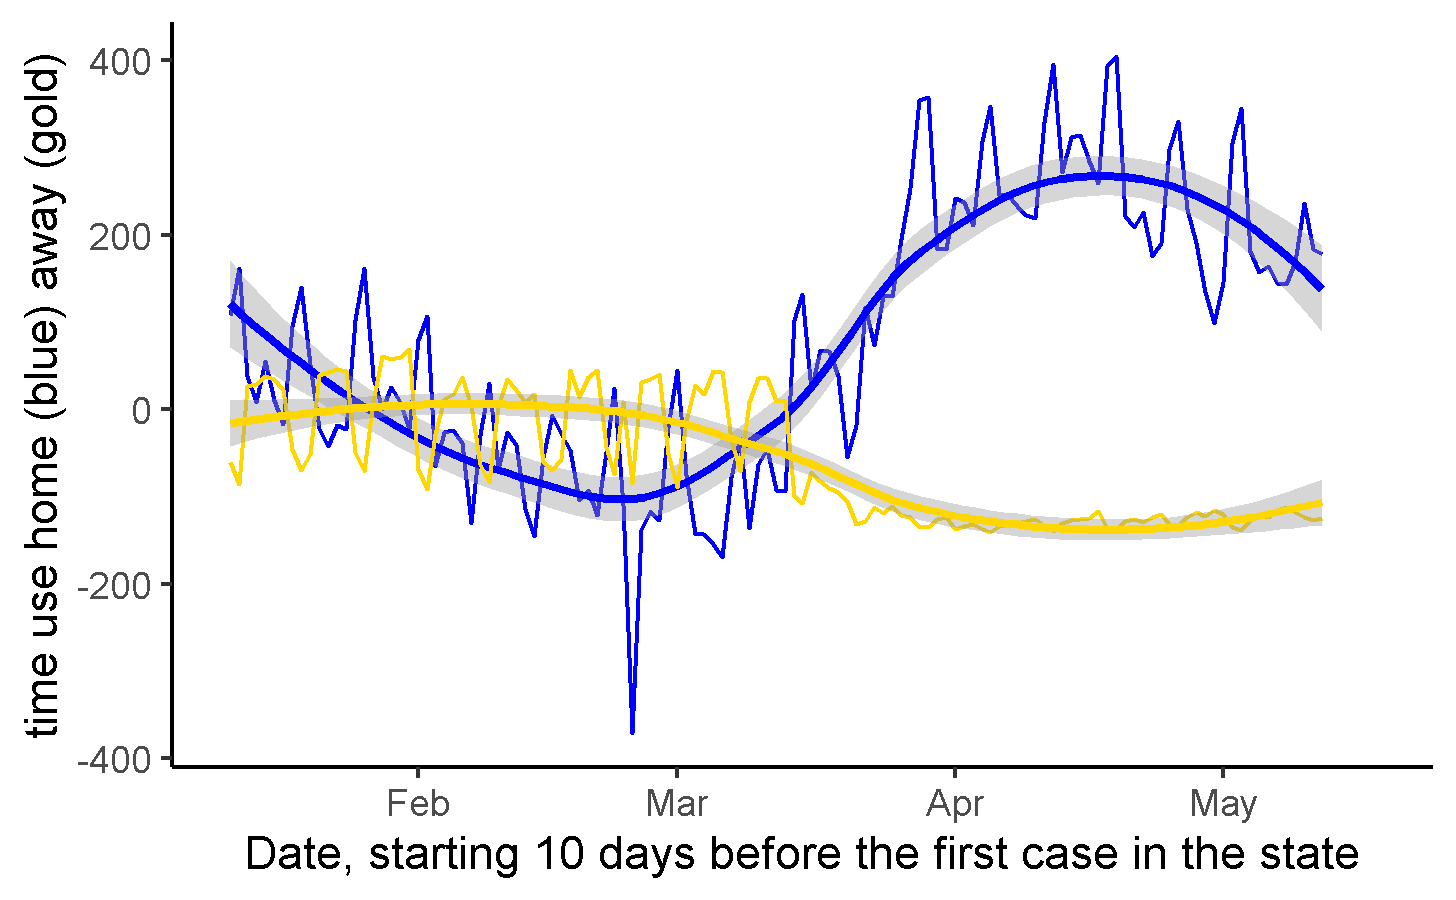 time use home (blue) away (gold)
400
200
0
-200
-400
Feb
Mar
Apr
May
Date, starting 10 days before the first case in the state